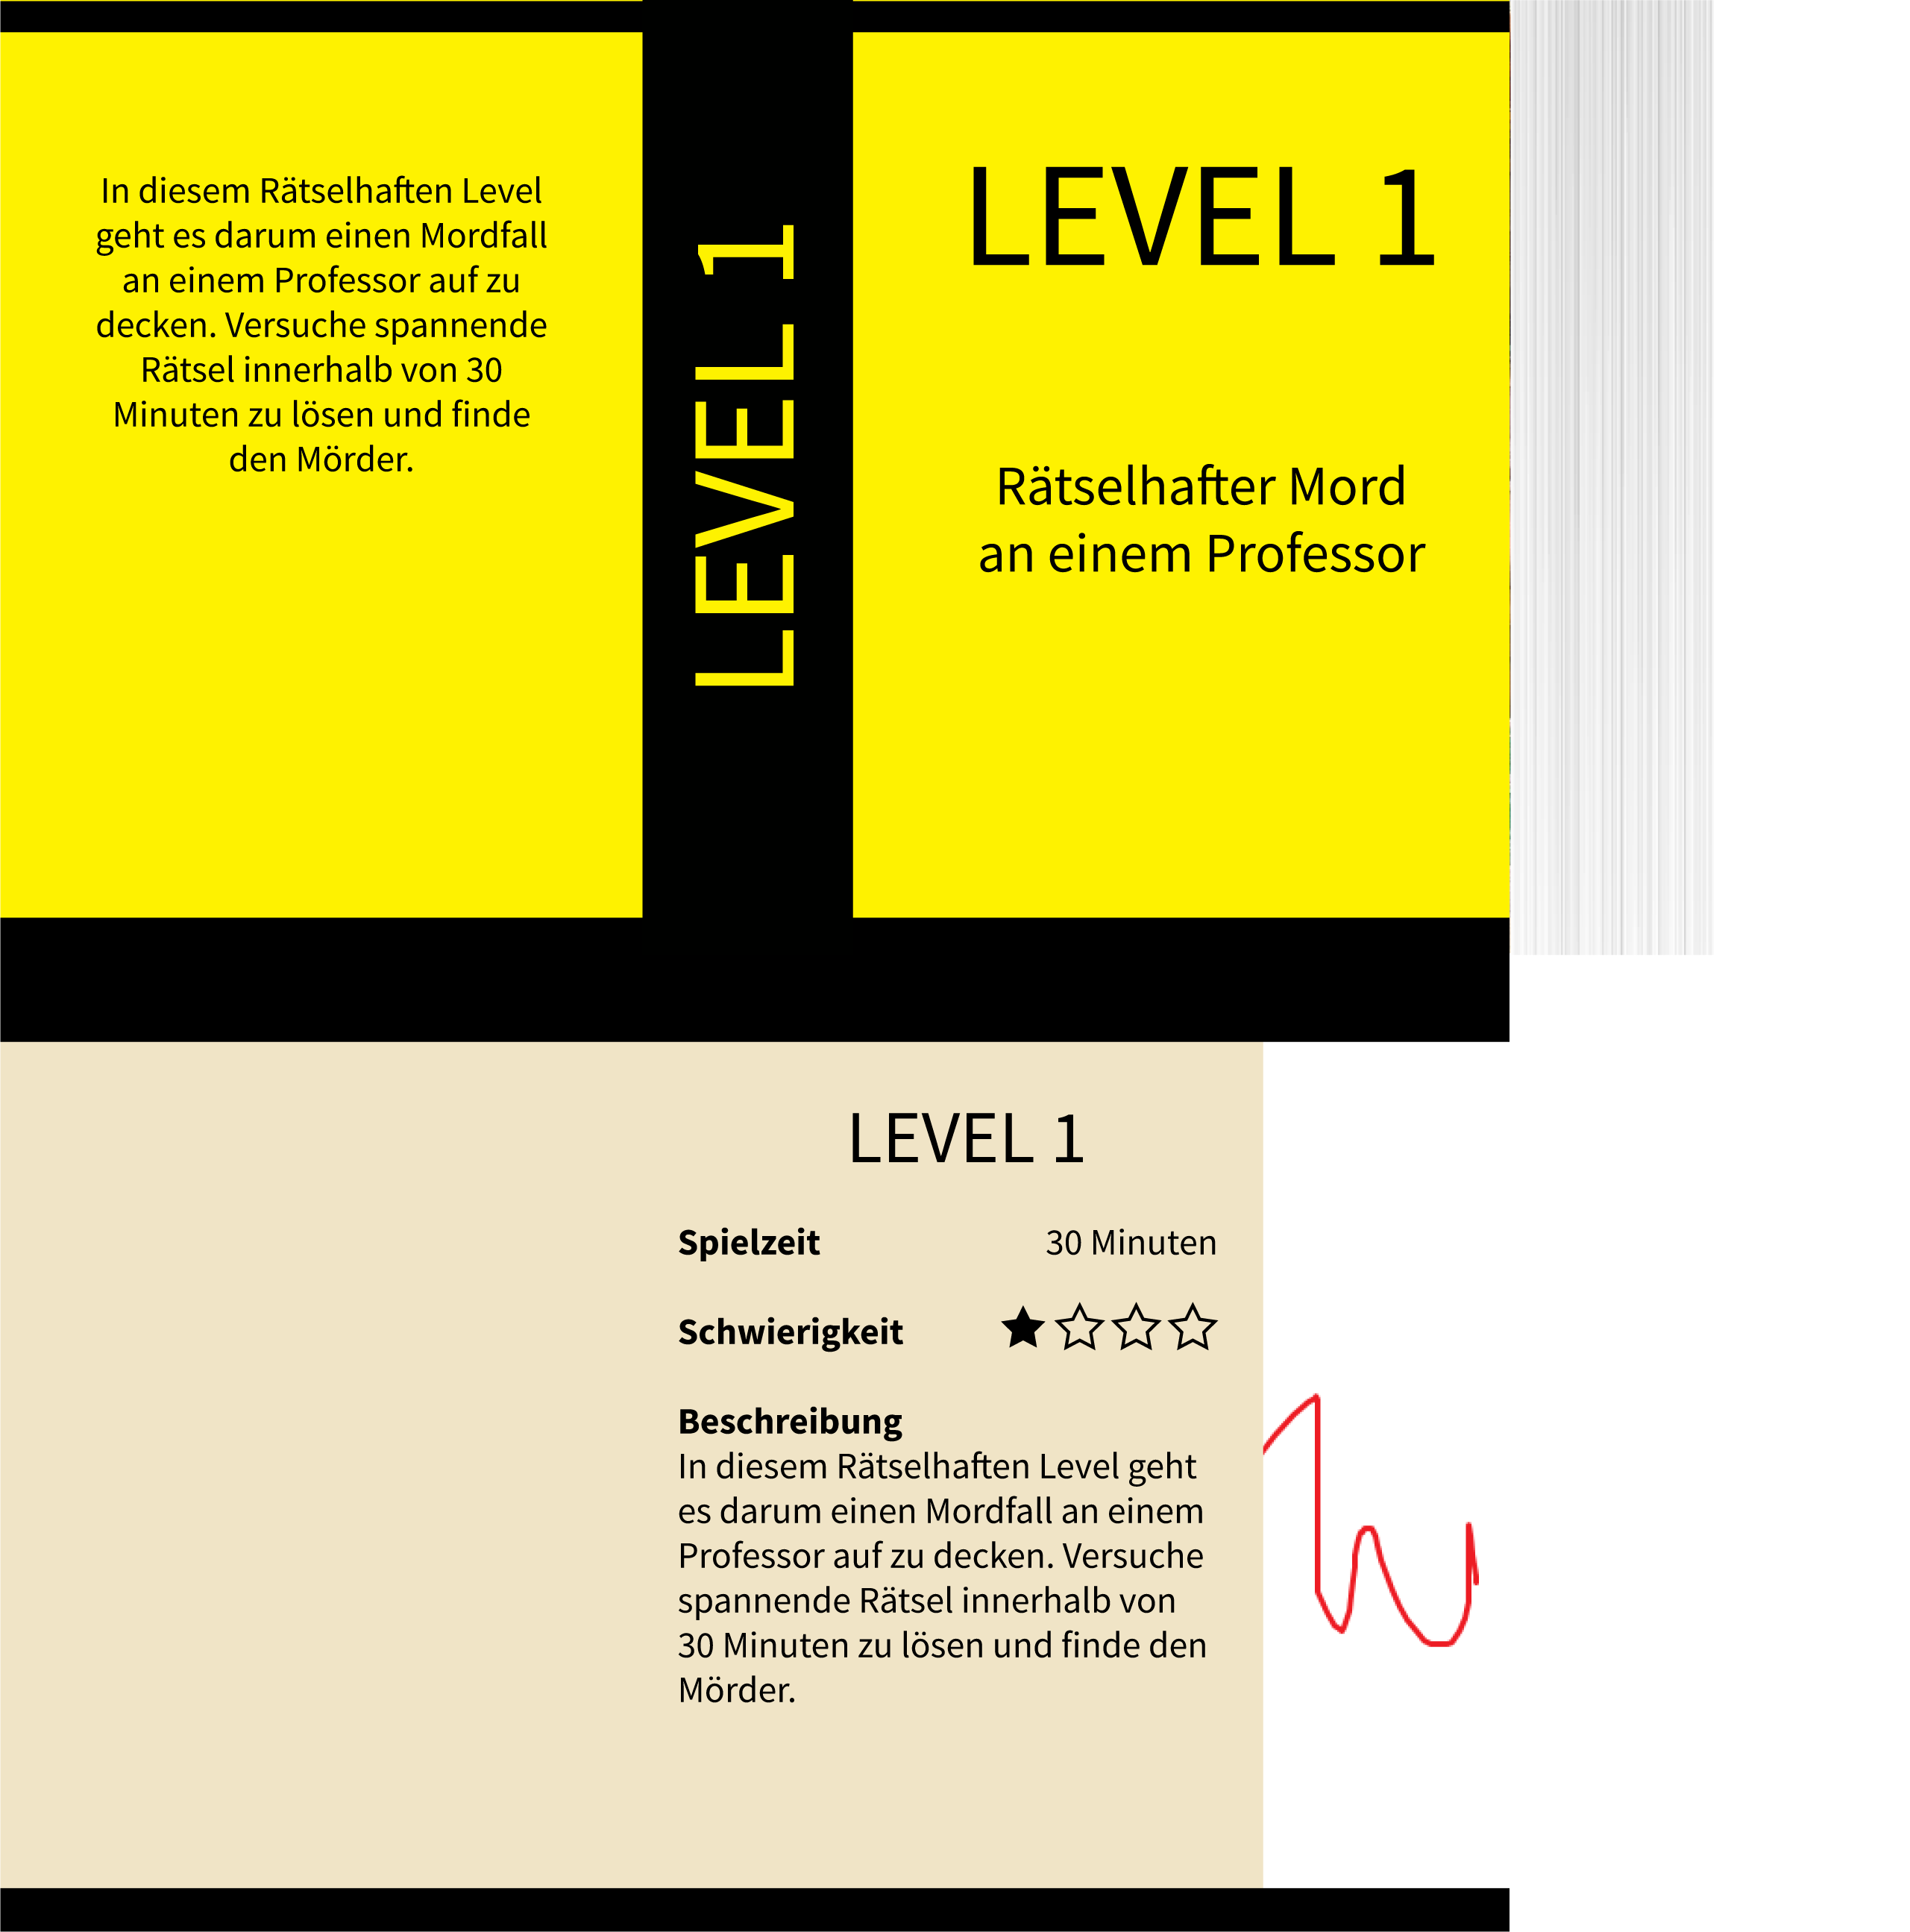 In diesem Rätselhaften Level
geht es darum einen Mordfall
an einem Professor auf zu
decken. Versuche spannende
Rätsel innerhalb von 30
Minuten zu lösen und finde
den Mörder.
LEVEL 1
LEVEL 1
Rätselhafter Mord
an einem Professor
LEVEL 1
Spielzeit 30 Minuten
Schwierigkeit
Beschreibung
In diesem Rätselhaften Level geht
es darum einen Mordfall an einem
Professor auf zu decken. Versuche
spannende Rätsel innerhalb von
30 Minuten zu lösen und finde den
Mörder.